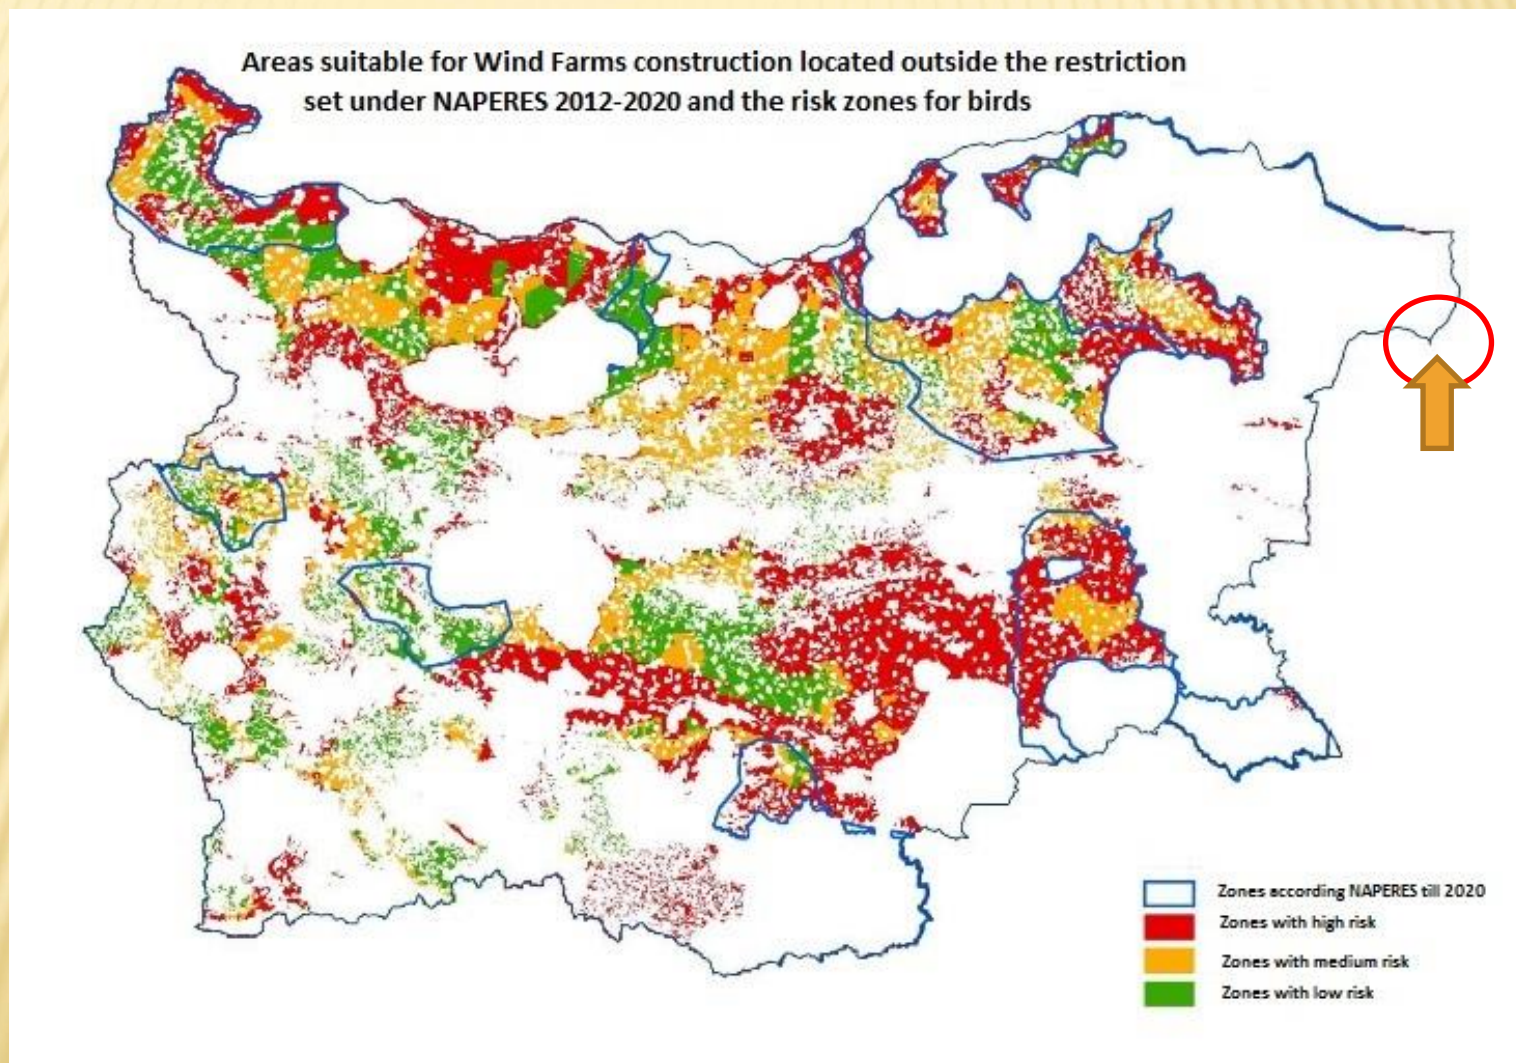 Areas suitable for Wind Farms construction located outside the restriction
set under NAPERES 2012-2020 and the risk zones for birds
Zones according NAPERES till 2020
Zones with high risk
Zones with medium risk
Zones with low risk